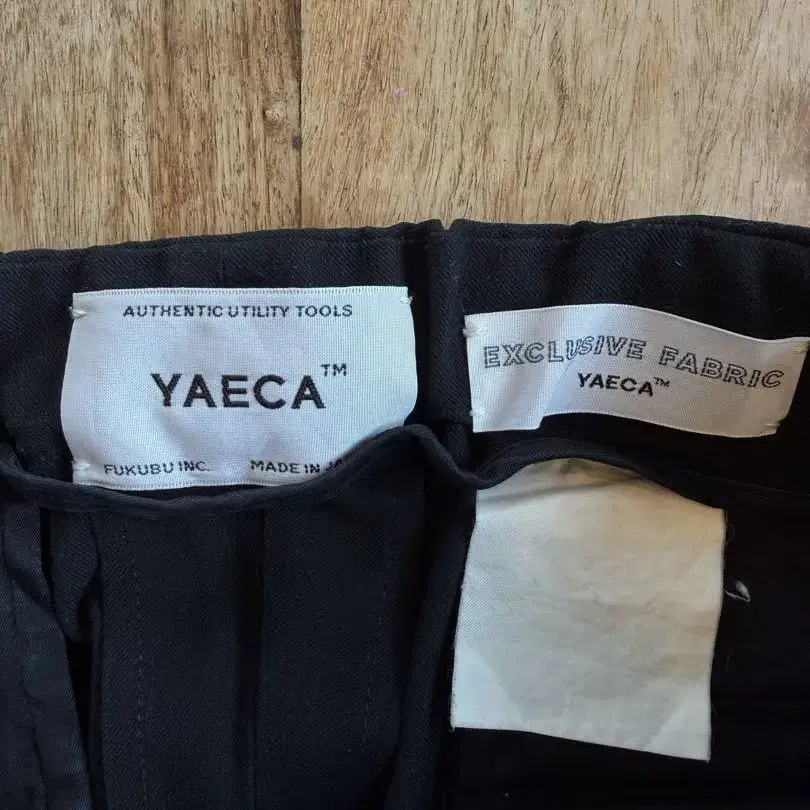 AUTHENTIC UTILITY TOOLS
YAECA™
FUKUBU INC. MADE IN
EXCLUSIVE FABRIC
YAECA™